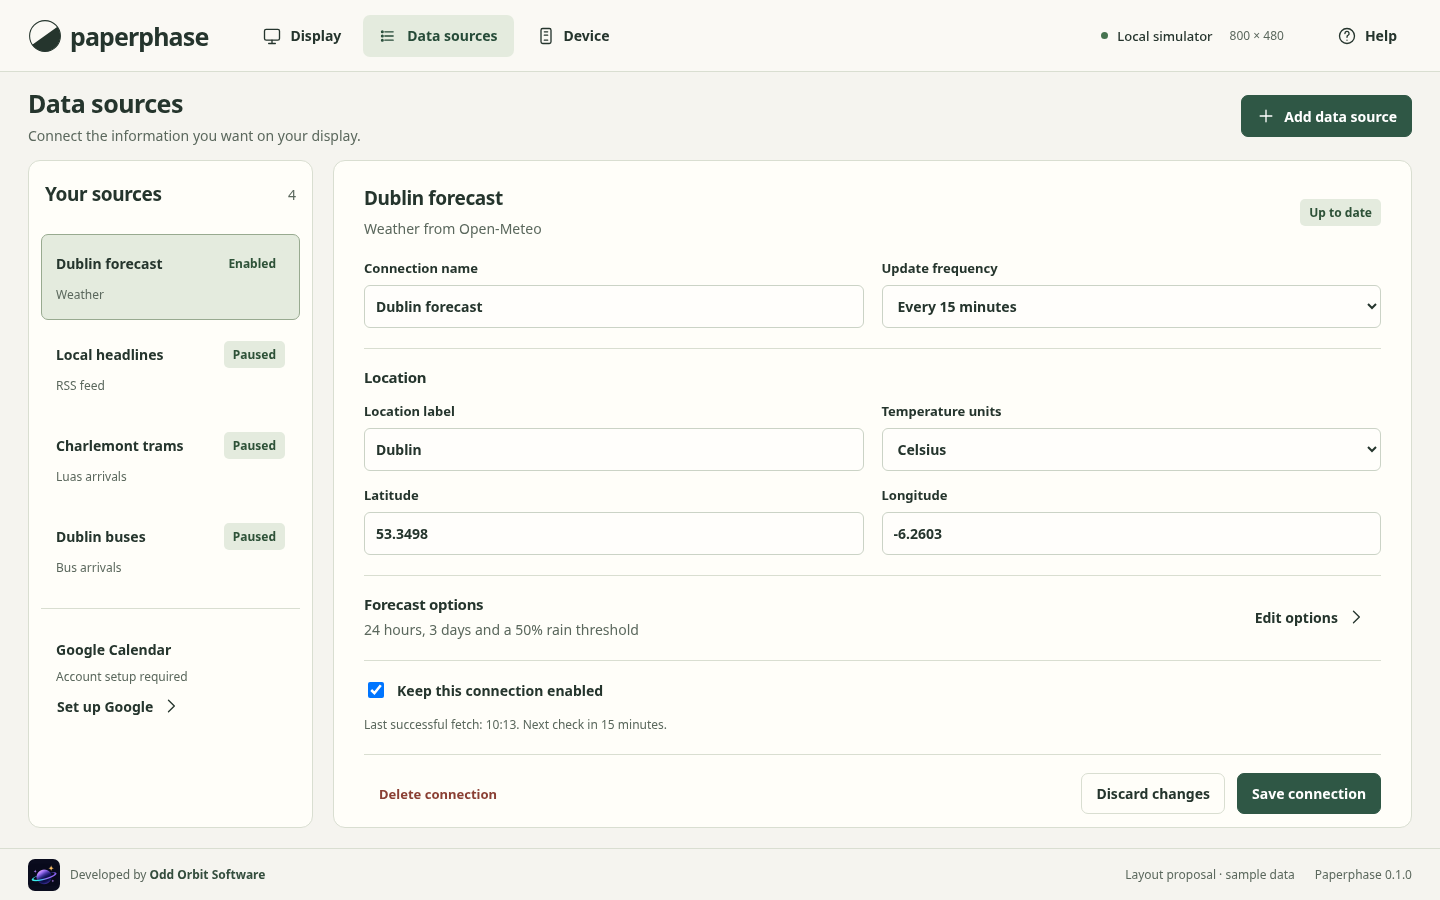 paperphase
Display
Data sources
Device
Local simulator
800 × 480
Help
Data sources
Connect the information you want on your display.
Add data source
Your sources
4
Dublin forecast
Enabled
Weather
Local headlines
Paused
RSS feed
Charlemont trams
Paused
Luas arrivals
Dublin buses
Paused
Bus arrivals
Google Calendar
Account setup required
Set up Google
Dublin forecast
Weather from Open-Meteo
Up to date
Connection name
Update frequency
Dublin forecast
Every 15 minutes
Location
Location label
Temperature units
Dublin
Celsius
Latitude
Longitude
53.3498
-6.2603
Forecast options
24 hours, 3 days and a 50% rain threshold
Edit options
Keep this connection enabled
Last successful fetch: 10:13. Next check in 15 minutes.
Delete connection
Discard changes
Save connection
Developed by Odd Orbit Software
Layout proposal · sample data
Paperphase 0.1.0